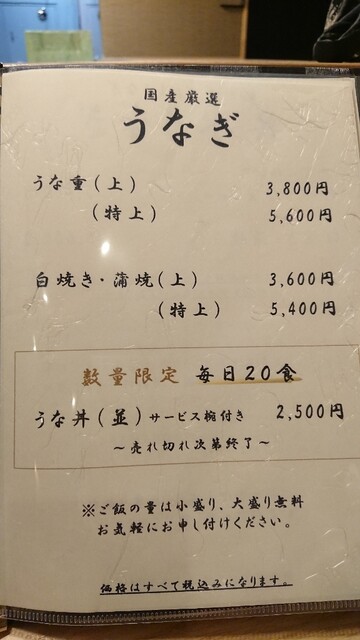 国産厳選
うなぎ
うな重(上) 3,800円
(特上) 5,600円
白焼き・蒲焼(上) 3,600円
(特上) 5,400円
数量限定 毎日20食
うな丼(並)サービス椀付き 2,500円
~売れ切れ次第終了~
※ご飯の量は小盛り、大盛り無料
お気軽にお申し付けください。
価格はすべて税込みになります。